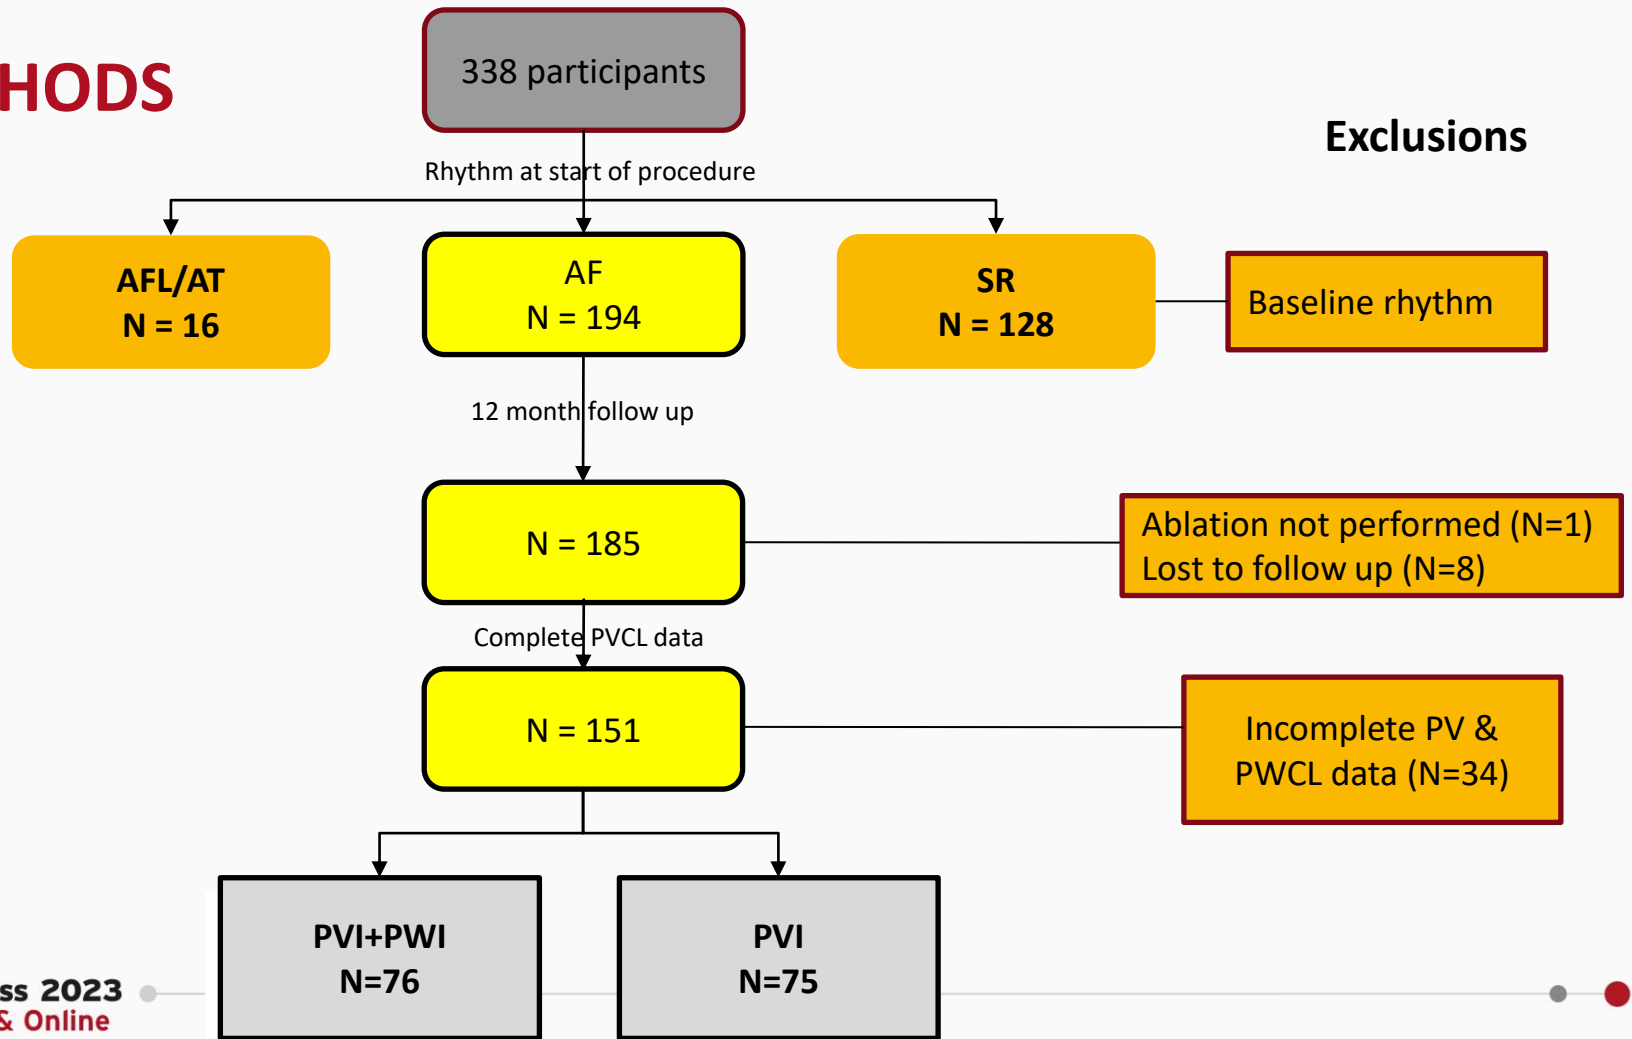 HODS
338 participants
Exclusions
Rhythm at start of procedure
AFL/AT
N = 16
AF
N = 194
SR
N = 128
Baseline rhythm
12 month follow up
N = 185
Ablation not performed (N=1)
Lost to follow up (N=8)
Complete PVCL data
N = 151
Incomplete PV &
PWCL data (N=34)
PVI+PWI
N=76
PVI
N=75
ss 2023
& Online